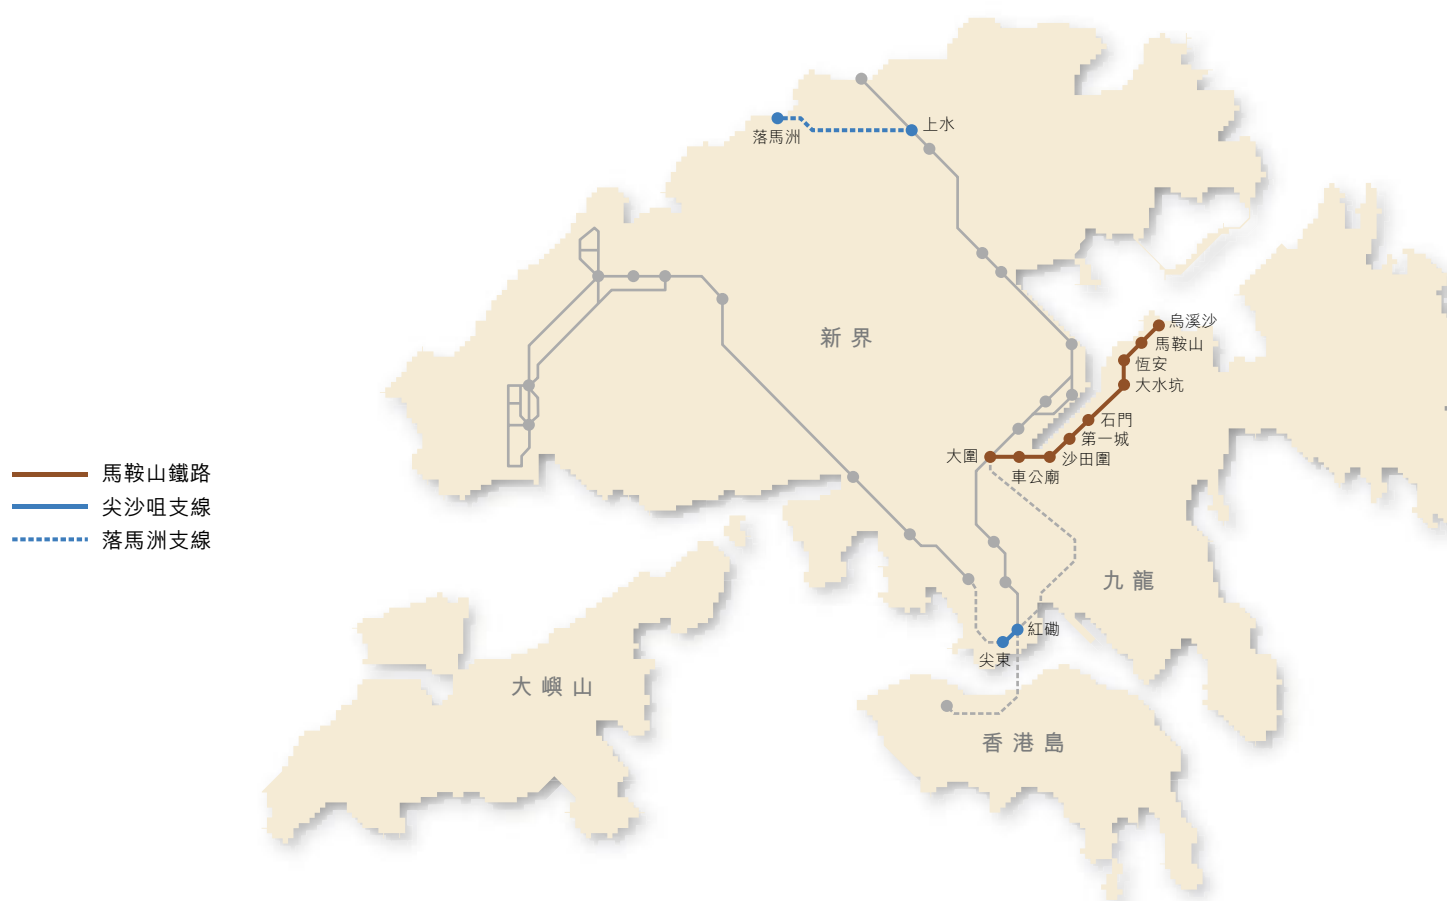 上水
落馬洲
烏溪沙
新界
馬鞍山
恆安
大水坑
石門
第一城
大圍
沙田圍
車公廟
馬鞍山鐵路
尖沙咀支線
落馬洲支線
九龍
紅磡
尖東
大嶼山
香港島